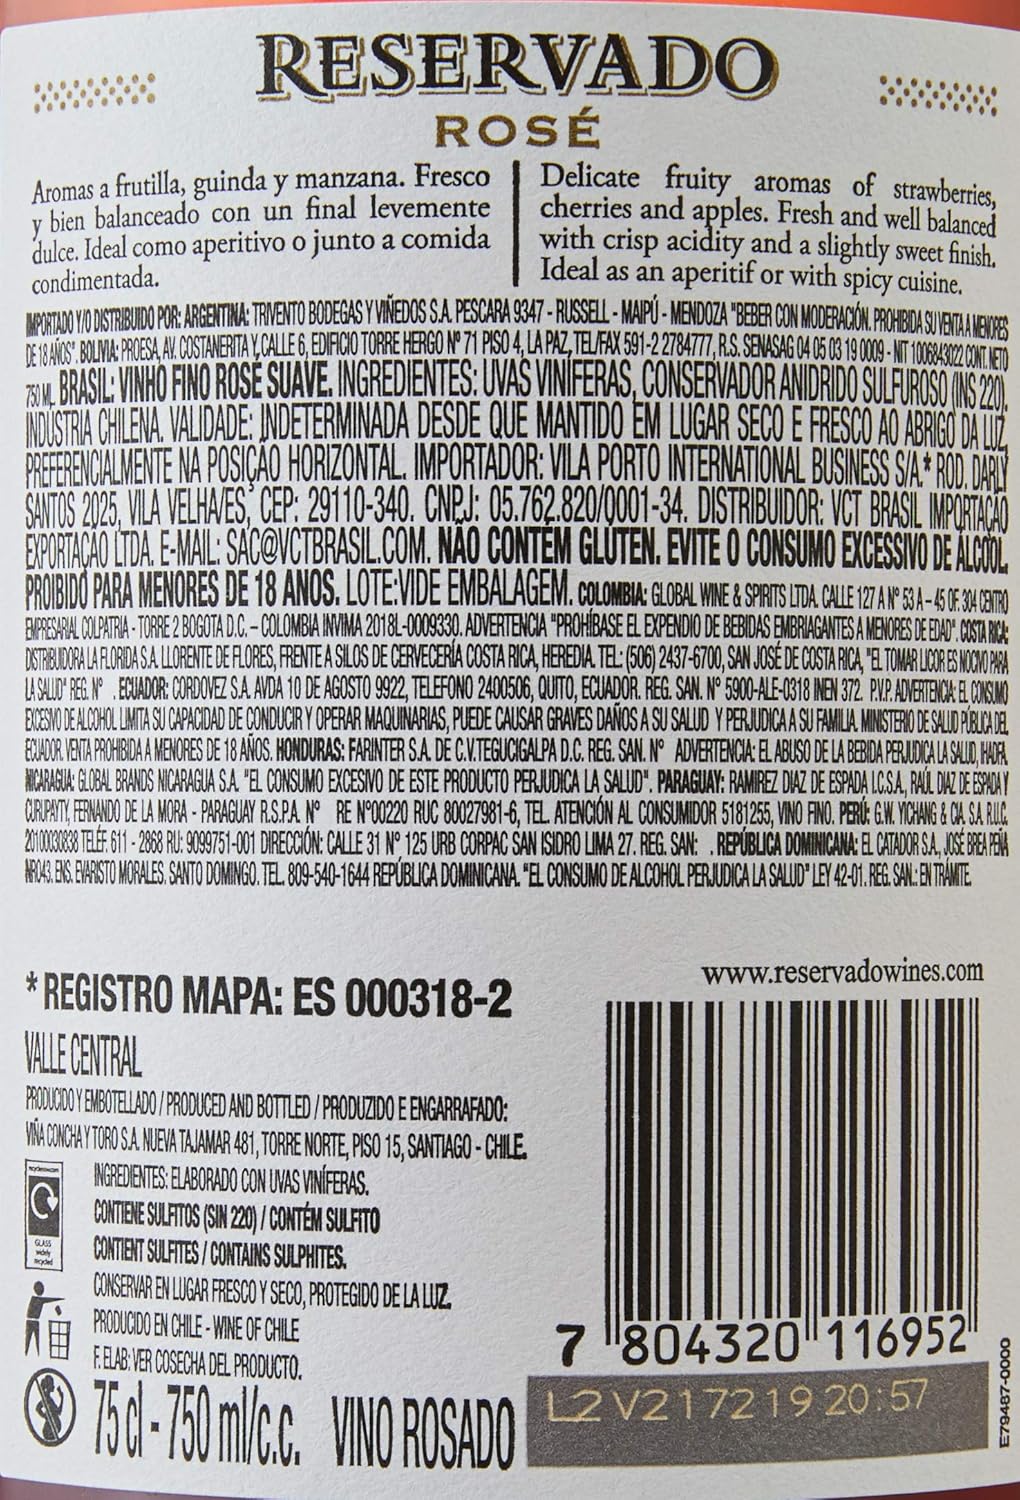 RESERVADO
ROSÉ
Aromas a frutilla, guinda y manzana. Fresco
y bien balanceado con un final levemente
dulce. Ideal como aperitivo o junto a comida
condimentada.
Delicate fruity aromas of strawberries,
cherries and apples. Fresh and well balanced
with crisp acidity and a slightly sweet finish.
Ideal as an aperitif or with spicy cuisine.
IMPORTADO Y/O DISTRIBUIDO POR: ARGENTINA: TRIVENTO BODEGAS Y VIÑEDOS S.A. PESCARA 9347 - RUSSELL - MAIPÚ - MENDOZA "BEBER CON MODERACIÓN. PROHIBIDA SU VENTA A MENORES
DE 18 AÑOS". BOLIVIA: PROESA, AV. COSTANERITA Y CALLE 6, EDIFICIO TORRE HERGO Nº 71 PISO 4, LA PAZ, TEL/FAX 591-2 2784777, R.S. SENASAG 04 05 03 19 0009 - NIT 1006843022 CONT. NETO
750 ML. BRASIL: VINHO FINO ROSÉ SUAVE. INGREDIENTES: UVAS VINÍFERAS, CONSERVADOR ANIDRIDO SULFUROSO (INS 220).
INDUSTRIA CHILENA. VALIDADE: INDETERMINADA DESDE QUE MANTIDO EM LUGAR SECO E FRESCO AO ABRIGO DA LUZ,
PREFERENCIALMENTE NA POSIÇÃO HORIZONTAL. IMPORTADOR: VILA PORTO INTERNATIONAL BUSINESS S/A.* ROD. DARLY
SANTOS 2025, VILA VELHA/ES, CEP: 29110-340. CNPJ: 05.762.820/0001-34. DISTRIBUIDOR: VCT BRASIL IMPORTAÇÃO
EXPORTAÇÃO LTDA. E-MAIL: SAC@VCTBRASIL.COM. NÃO CONTÉM GLÚTEN. EVITE O CONSUMO EXCESSIVO DE ÁLCOOL.
PROIBIDO PARA MENORES DE 18 ANOS. LOTE:VIDE EMBALAGEM. COLOMBIA: GLOBAL WINE & SPIRITS LTDA. CALLE 127 A Nº 53 A - 45 OF. 304 CENTRO
EMPRESARIAL COLPATRIA - TORRE 2 BOGOTA D.C. – COLOMBIA INVIMA 2018L-0009330. ADVERTENCIA "PROHÍBASE EL EXPENDIO DE BEBIDAS EMBRIAGANTES A MENORES DE EDAD". COSTA RICA:
DISTRIBUIDORA LA FLORIDA S.A. LLORENTE DE FLORES, FRENTE A SILOS DE CERVECERÍA COSTA RICA, HEREDIA. TEL: (506) 2437-6700, SAN JOSÉ DE COSTA RICA, "EL TOMAR LICOR ES NOCIVO PARA
LA SALUD" REG. Nº . ECUADOR: CORDOVEZ S.A. AVDA 10 DE AGOSTO 9922, TELEFONO 2400506, QUITO, ECUADOR. REG. SAN. Nº 5900-ALE-0318 INEN 372. P.V.P. ADVERTENCIA: EL CONSUMO
EXCESIVO DE ALCOHOL LIMITA SU CAPACIDAD DE CONDUCIR Y OPERAR MAQUINARIAS, PUEDE CAUSAR GRAVES DAÑOS A SU SALUD Y PERJUDICA A SU FAMILIA. MINISTERIO DE SALUD PÚBLICA DEL
ECUADOR. VENTA PROHIBIDA A MENORES DE 18 AÑOS. HONDURAS: FARINTER S.A. DE C.V.TEGUCIGALPA D.C. REG. SAN. Nº ADVERTENCIA: EL ABUSO DE LA BEBIDA PERJUDICA LA SALUD, IHADFA.
NICARAGUA: GLOBAL BRANDS NICARAGUA S.A. "EL CONSUMO EXCESIVO DE ESTE PRODUCTO PERJUDICA LA SALUD". PARAGUAY: RAMIREZ DIAZ DE ESPADA I.C.S.A., RAÚL DIAZ DE ESPADA Y
CURUPAYTY, FERNANDO DE LA MORA - PARAGUAY R.S.P.A. Nº RE Nº00220 RUC 80027981-6, TEL. ATENCIÓN AL CONSUMIDOR 5181255, VINO FINO. PERÚ: G.W. YICHANG & CIA. S.A. R.U.C.
20100030838 TELÉF. 611 - 2868 RU: 9099751-001 DIRECCIÓN: CALLE 31 Nº 125 URB CORPAC SAN ISIDRO LIMA 27. REG. SAN: . REPÚBLICA DOMINICANA: EL CATADOR S.A., JOSÉ BREA PEÑA
NRO43. ENS. EVARISTO MORALES. SANTO DOMINGO. TEL. 809-540-1644 REPÚBLICA DOMINICANA. "EL CONSUMO DE ALCOHOL PERJUDICA LA SALUD" LEY 42-01. REG. SAN.: EN TRÁMITE.
* REGISTRO MAPA: ES 000318-2
www.reservadowines.com
VALLE CENTRAL
PRODUCIDO Y EMBOTELLADO / PRODUCED AND BOTTLED / PRODUZIDO E ENGARRAFADO:
VIÑA CONCHA Y TORO S.A. NUEVA TAJAMAR 481, TORRE NORTE, PISO 15, SANTIAGO - CHILE.
recyclenow.com
GLASS
widely
recycled
INGREDIENTES: ELABORADO CON UVAS VINÍFERAS.
CONTIENE SULFITOS (SIN 220) / CONTÉM SULFITO
CONTIENT SULFITES / CONTAINS SULPHITES.
CONSERVAR EN LUGAR FRESCO Y SECO, PROTEGIDO DE LA LUZ.
PRODUCIDO EN CHILE - WINE OF CHILE
F. ELAB: VER COSECHA DEL PRODUCTO.
75 cl - 750 ml/c.c. VINO ROSADO
7 804320 116952
L2 V217219 20:57
E79487-0000